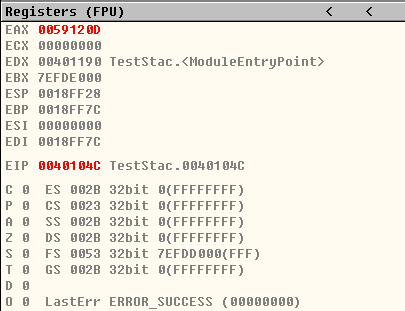 Registers (FPU) < <
EAX 0059120D
ECX 00000000
EDX 00401190 TestStac.<ModuleEntryPoint>
EBX 7EFDE000
ESP 0018FF28
EBP 0018FF7C
ESI 00000000
EDI 0018FF7C
EIP 0040104C TestStac.0040104C
C 0 ES 002B 32bit 0(FFFFFFFF)
P 0 CS 0023 32bit 0(FFFFFFFF)
A 0 SS 002B 32bit 0(FFFFFFFF)
Z 0 DS 002B 32bit 0(FFFFFFFF)
S 0 FS 0053 32bit 7EFDD000(FFF)
T 0 GS 002B 32bit 0(FFFFFFFF)
D 0
O 0 LastErr ERROR_SUCCESS (00000000)